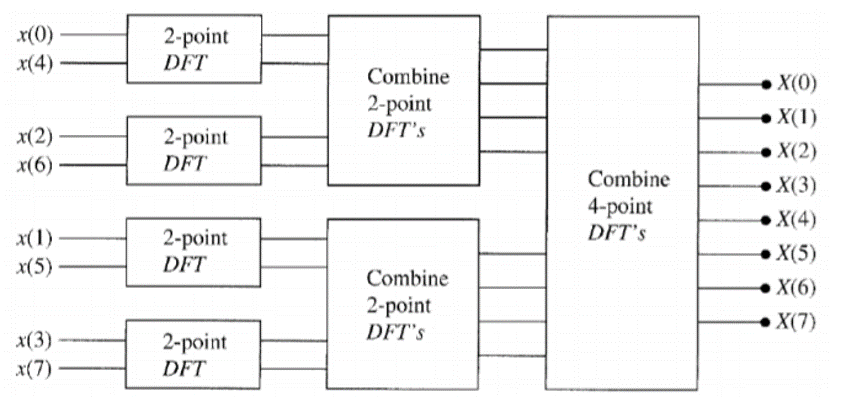 x(0)
x(4)
2-point
DFT
x(2)
x(6)
2-point
DFT
x(1)
x(5)
2-point
DFT
x(3)
x(7)
2-point
DFT
Combine
2-point
DFT's
Combine
2-point
DFT's
Combine
4-point
DFT's
X(0)
X(1)
X(2)
X(3)
X(4)
X(5)
X(6)
X(7)